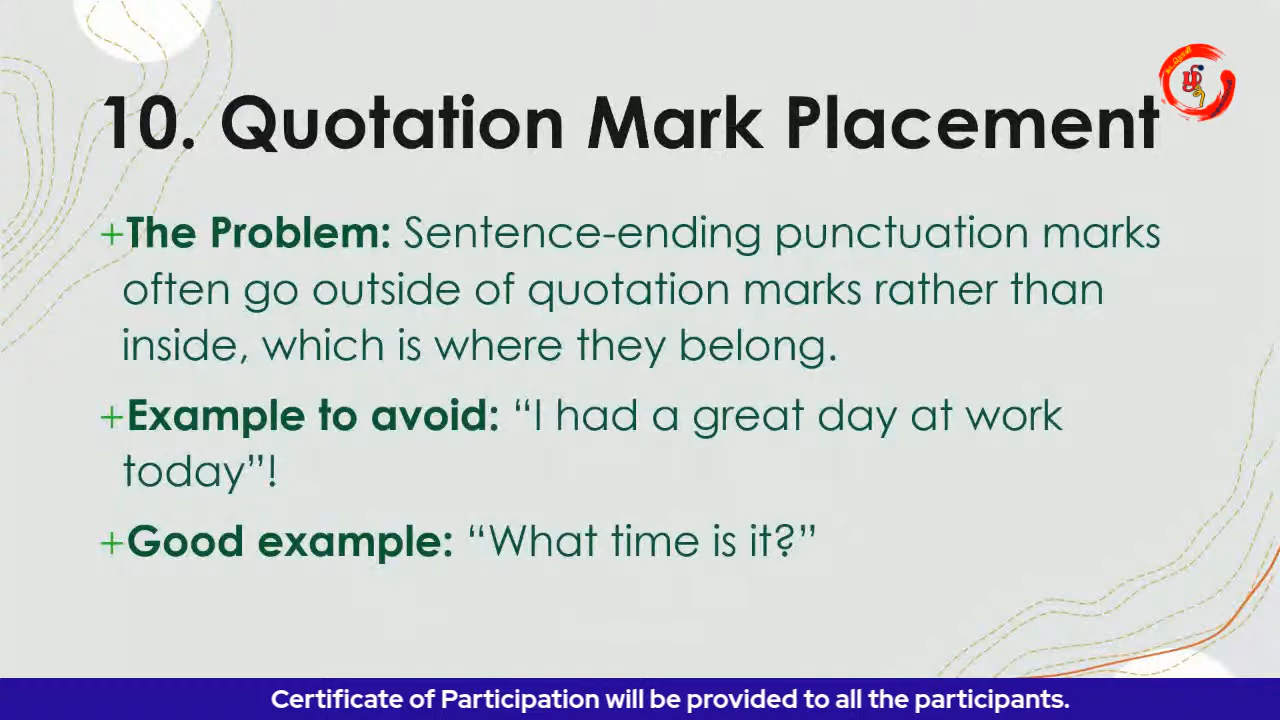 10. Quotation Mark Placement
+The Problem: Sentence-ending punctuation marks
often go outside of quotation marks rather than
inside, which is where they belong.
+Example to avoid: “I had a great day at work
today”!
+Good example: “What time is it?”
Certificate of Participation will be provided to all the participants.